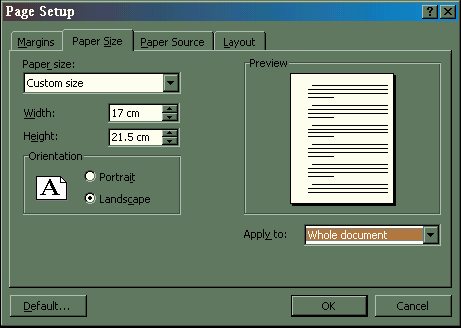 Page Setup
Margins Paper Size Paper Source Layout
Paper size:
Custom size
Width: 17 cm
Height: 21.5 cm
Orientation
A
Portrait
Landscape
Preview
Apply to: Whole document
Default... OK Cancel